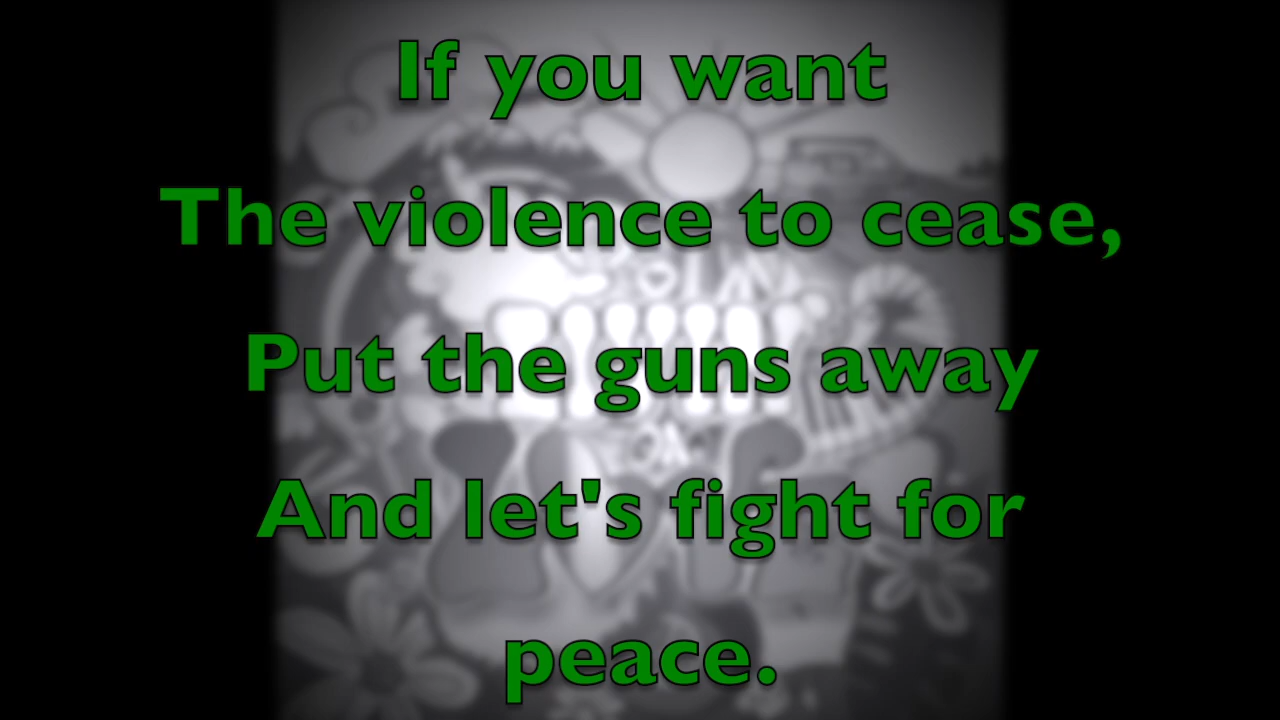 If you want
The violence to cease,
Put the guns away
And let's fight for
peace.